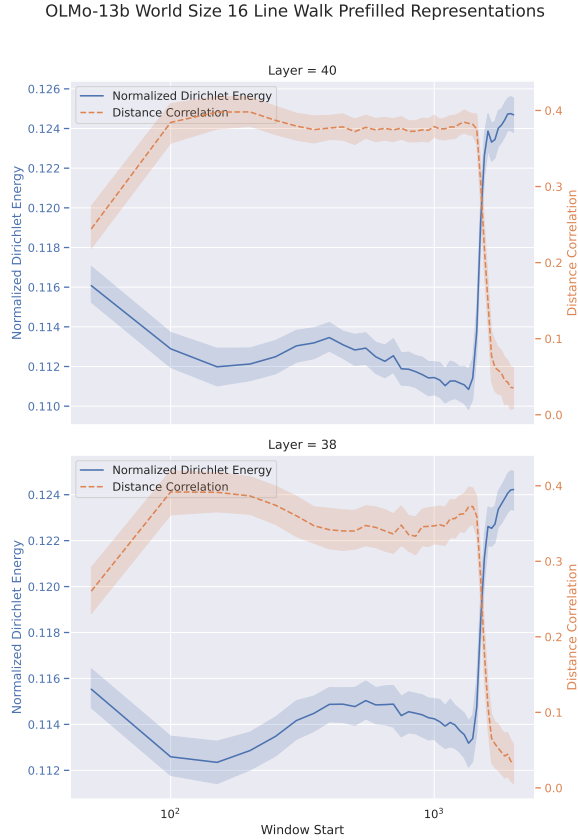 OLMo-13b World Size 16 Line Walk Prefilled Representations
Layer = 40
Normalized Dirichlet Energy
Distance Correlation
0.126
0.124
0.122
0.120
0.118
0.116
0.114
0.112
0.110
Normalized Dirichlet Energy
0.4
0.3
0.2
0.1
0.0
Distance Correlation
Layer = 38
Normalized Dirichlet Energy
Distance Correlation
0.124
0.122
0.120
0.118
0.116
0.114
0.112
Normalized Dirichlet Energy
0.4
0.3
0.2
0.1
0.0
Distance Correlation
10²
10³
Window Start